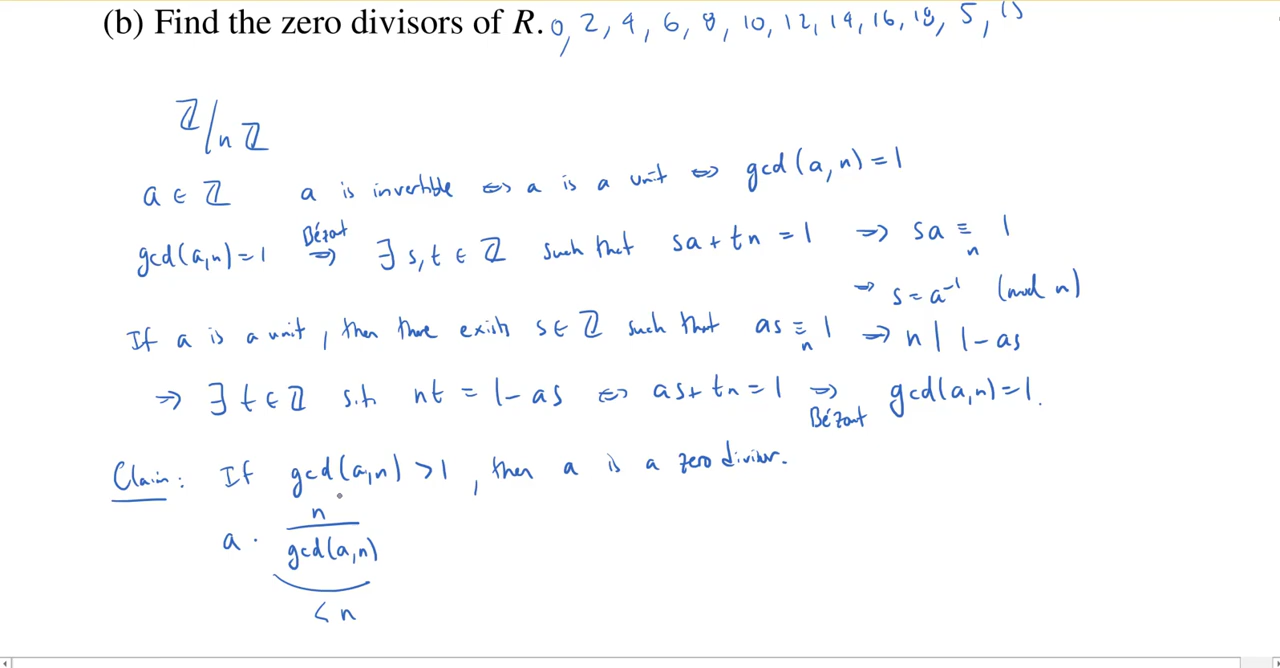 (b) Find the zero divisors of R. 0, 2, 4, 6, 8, 10, 12, 14, 16, 18, 5, 15
ℤ/nℤ
a ∈ ℤ a is invertible ⇔ a is a unit ⇔ gcd(a,n) = 1
gcd(a,n) = 1 ⇒ (Bézout) ∃ s,t ∈ ℤ such that sa + tn = 1 ⇒ sa ≡_n 1
⇒ s = a⁻¹ (mod n)
If a is a unit, then there exists s ∈ ℤ such that as ≡_n 1 ⇒ n | 1 - as
⇒ ∃ t ∈ ℤ s.t. nt = 1 - as ⇔ as + tn = 1 ⇒ (Bézout) gcd(a,n) = 1.
Claim: If gcd(a,n) > 1, then a is a zero divisor.
a · n / gcd(a,n)
< n